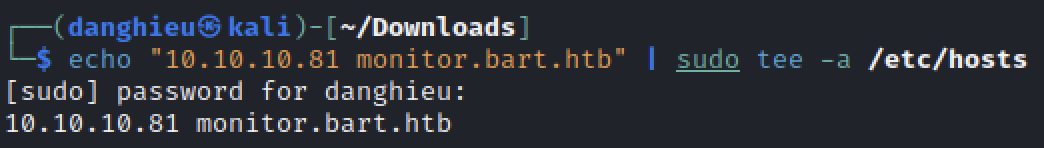 ┌──(danghieu㉿kali)-[~/Downloads]
└─$ echo "10.10.10.81 monitor.bart.htb" | sudo tee -a /etc/hosts
[sudo] password for danghieu:
10.10.10.81 monitor.bart.htb